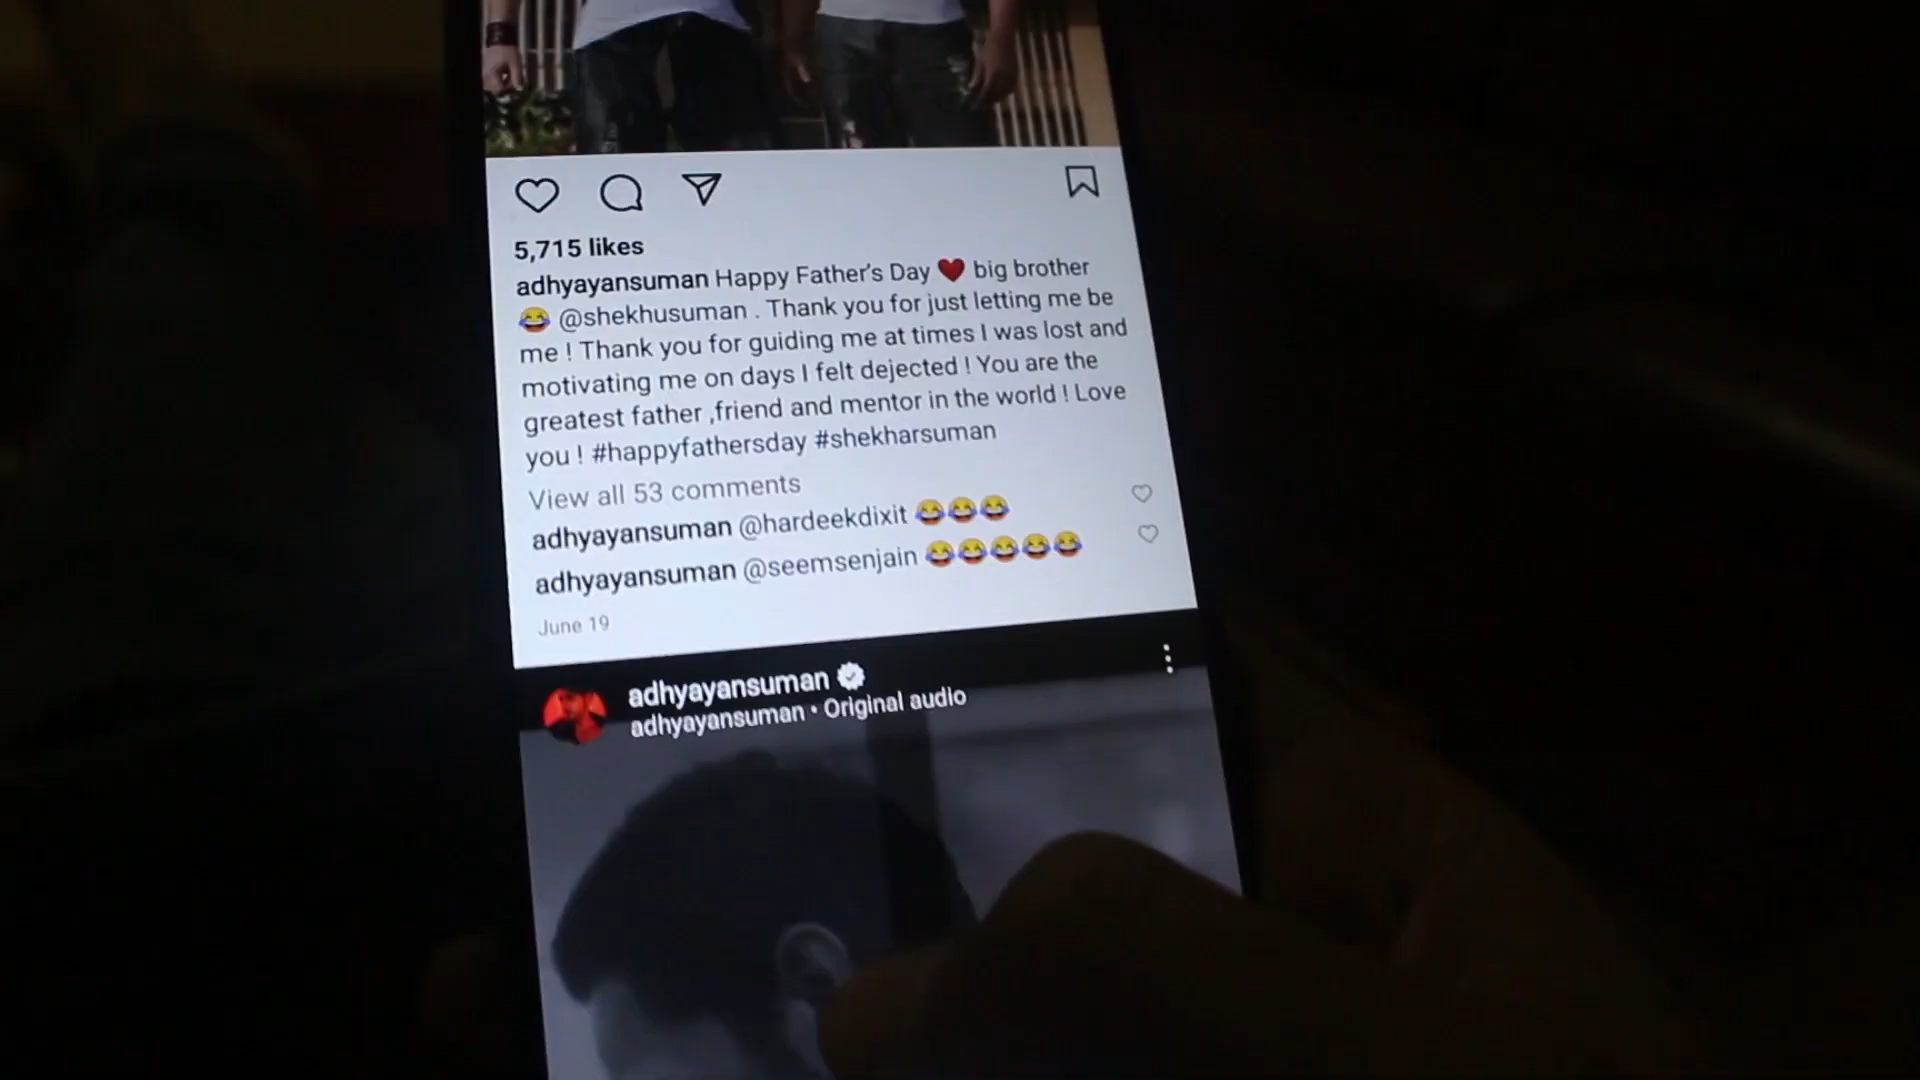 5,715 likes
adhyayansuman Happy Father's Day ❤️ big brother
😂 @shekhusuman . Thank you for just letting me be
me ! Thank you for guiding me at times I was lost and
motivating me on days I felt dejected ! You are the
greatest father ,friend and mentor in the world ! Love
you ! #happyfathersday #shekharsuman
View all 53 comments
adhyayansuman @hardeekdixit 😂😂😂
adhyayansuman @seemsenjain 😂😂😂😂😂
June 19
adhyayansuman
adhyayansuman • Original audio